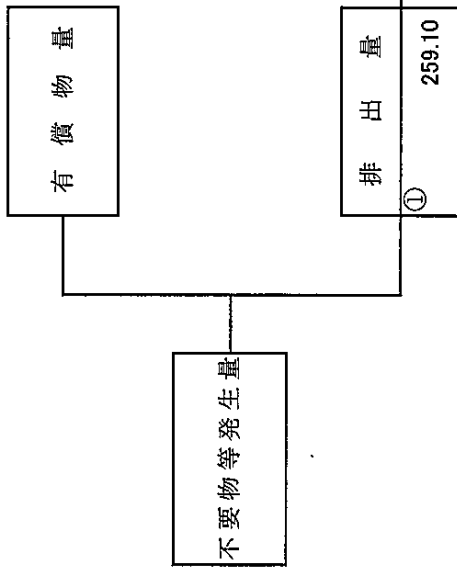 不要物等発生量
有償物量
排出量
①
259.10